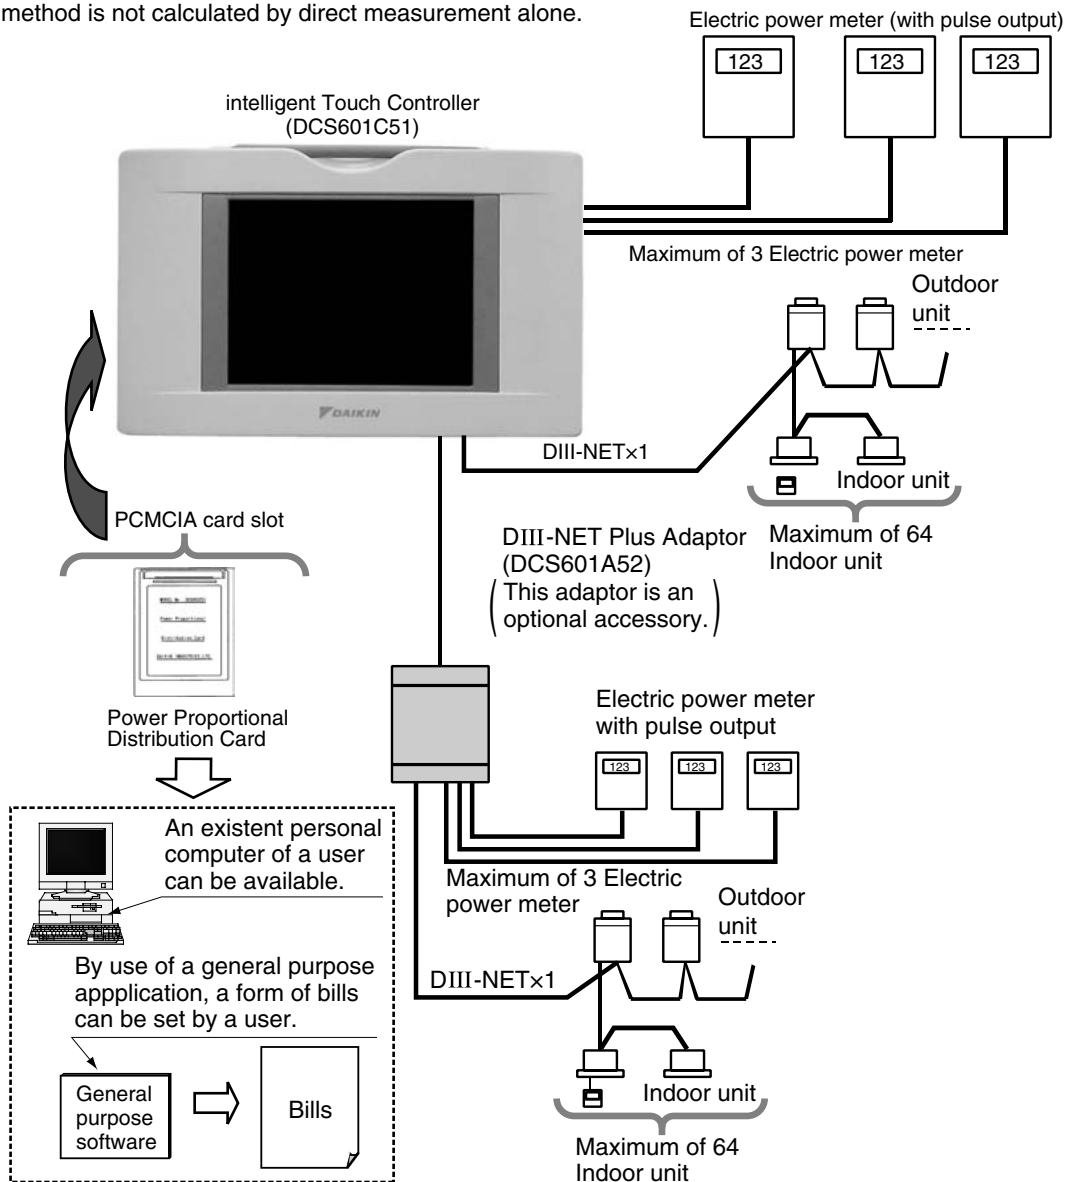 method is not calculated by direct measurement alone.
Electric power meter (with pulse output)
123
123
123
intelligent Touch Controller
(DCS601C51)
DAIKIN
Maximum of 3 Electric power meter
Outdoor
unit
DIII-NET×1
Indoor unit
Maximum of 64
Indoor unit
PCMCIA card slot
DIII-NET Plus Adaptor
(DCS601A52)
(This adaptor is an
optional accessory.)
Power Proportional
Distribution Card
Power Proportional
Distribution Card
Electric power meter
with pulse output
123
123
123
Maximum of 3 Electric
power meter
Outdoor
unit
DIII-NET×1
Indoor unit
Maximum of 64
Indoor unit
An existent personal
computer of a user
can be available.
By use of a general purpose
appplication, a form of bills
can be set by a user.
General
purpose
software
Bills